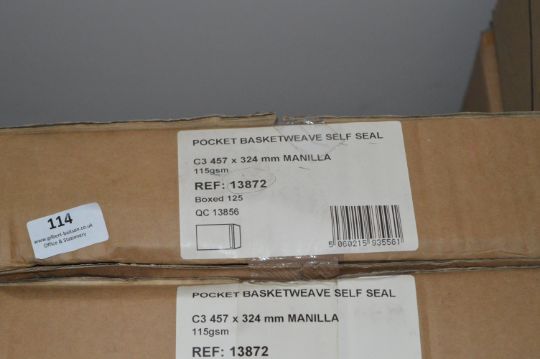 POCKET BASKETWEAVE SELF SEAL
C3 457 x 324 mm MANILLA
115gsm
REF: 13872
Boxed 125
QC 13856
5 060215 935561
114
www.gilbert-baitson.co.uk
Office & Stationery
POCKET BASKETWEAVE SELF SEAL
C3 457 x 324 mm MANILLA
115gsm
REF: 13872